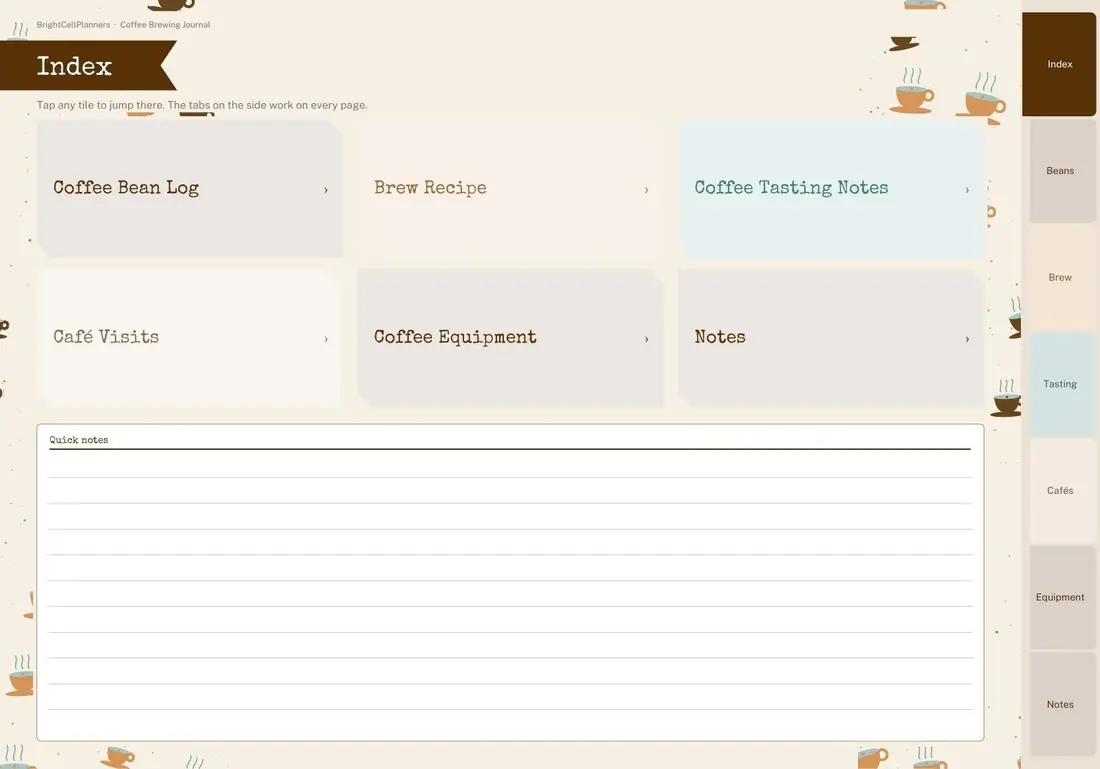 BrightCellPlanners · Coffee Brewing Journal
Index
Tap any tile to jump there. The tabs on the side work on every page.
Coffee Bean Log ›
Brew Recipe ›
Coffee Tasting Notes ›
Café Visits ›
Coffee Equipment ›
Notes ›
Quick notes
Index
Beans
Brew
Tasting
Cafés
Equipment
Notes